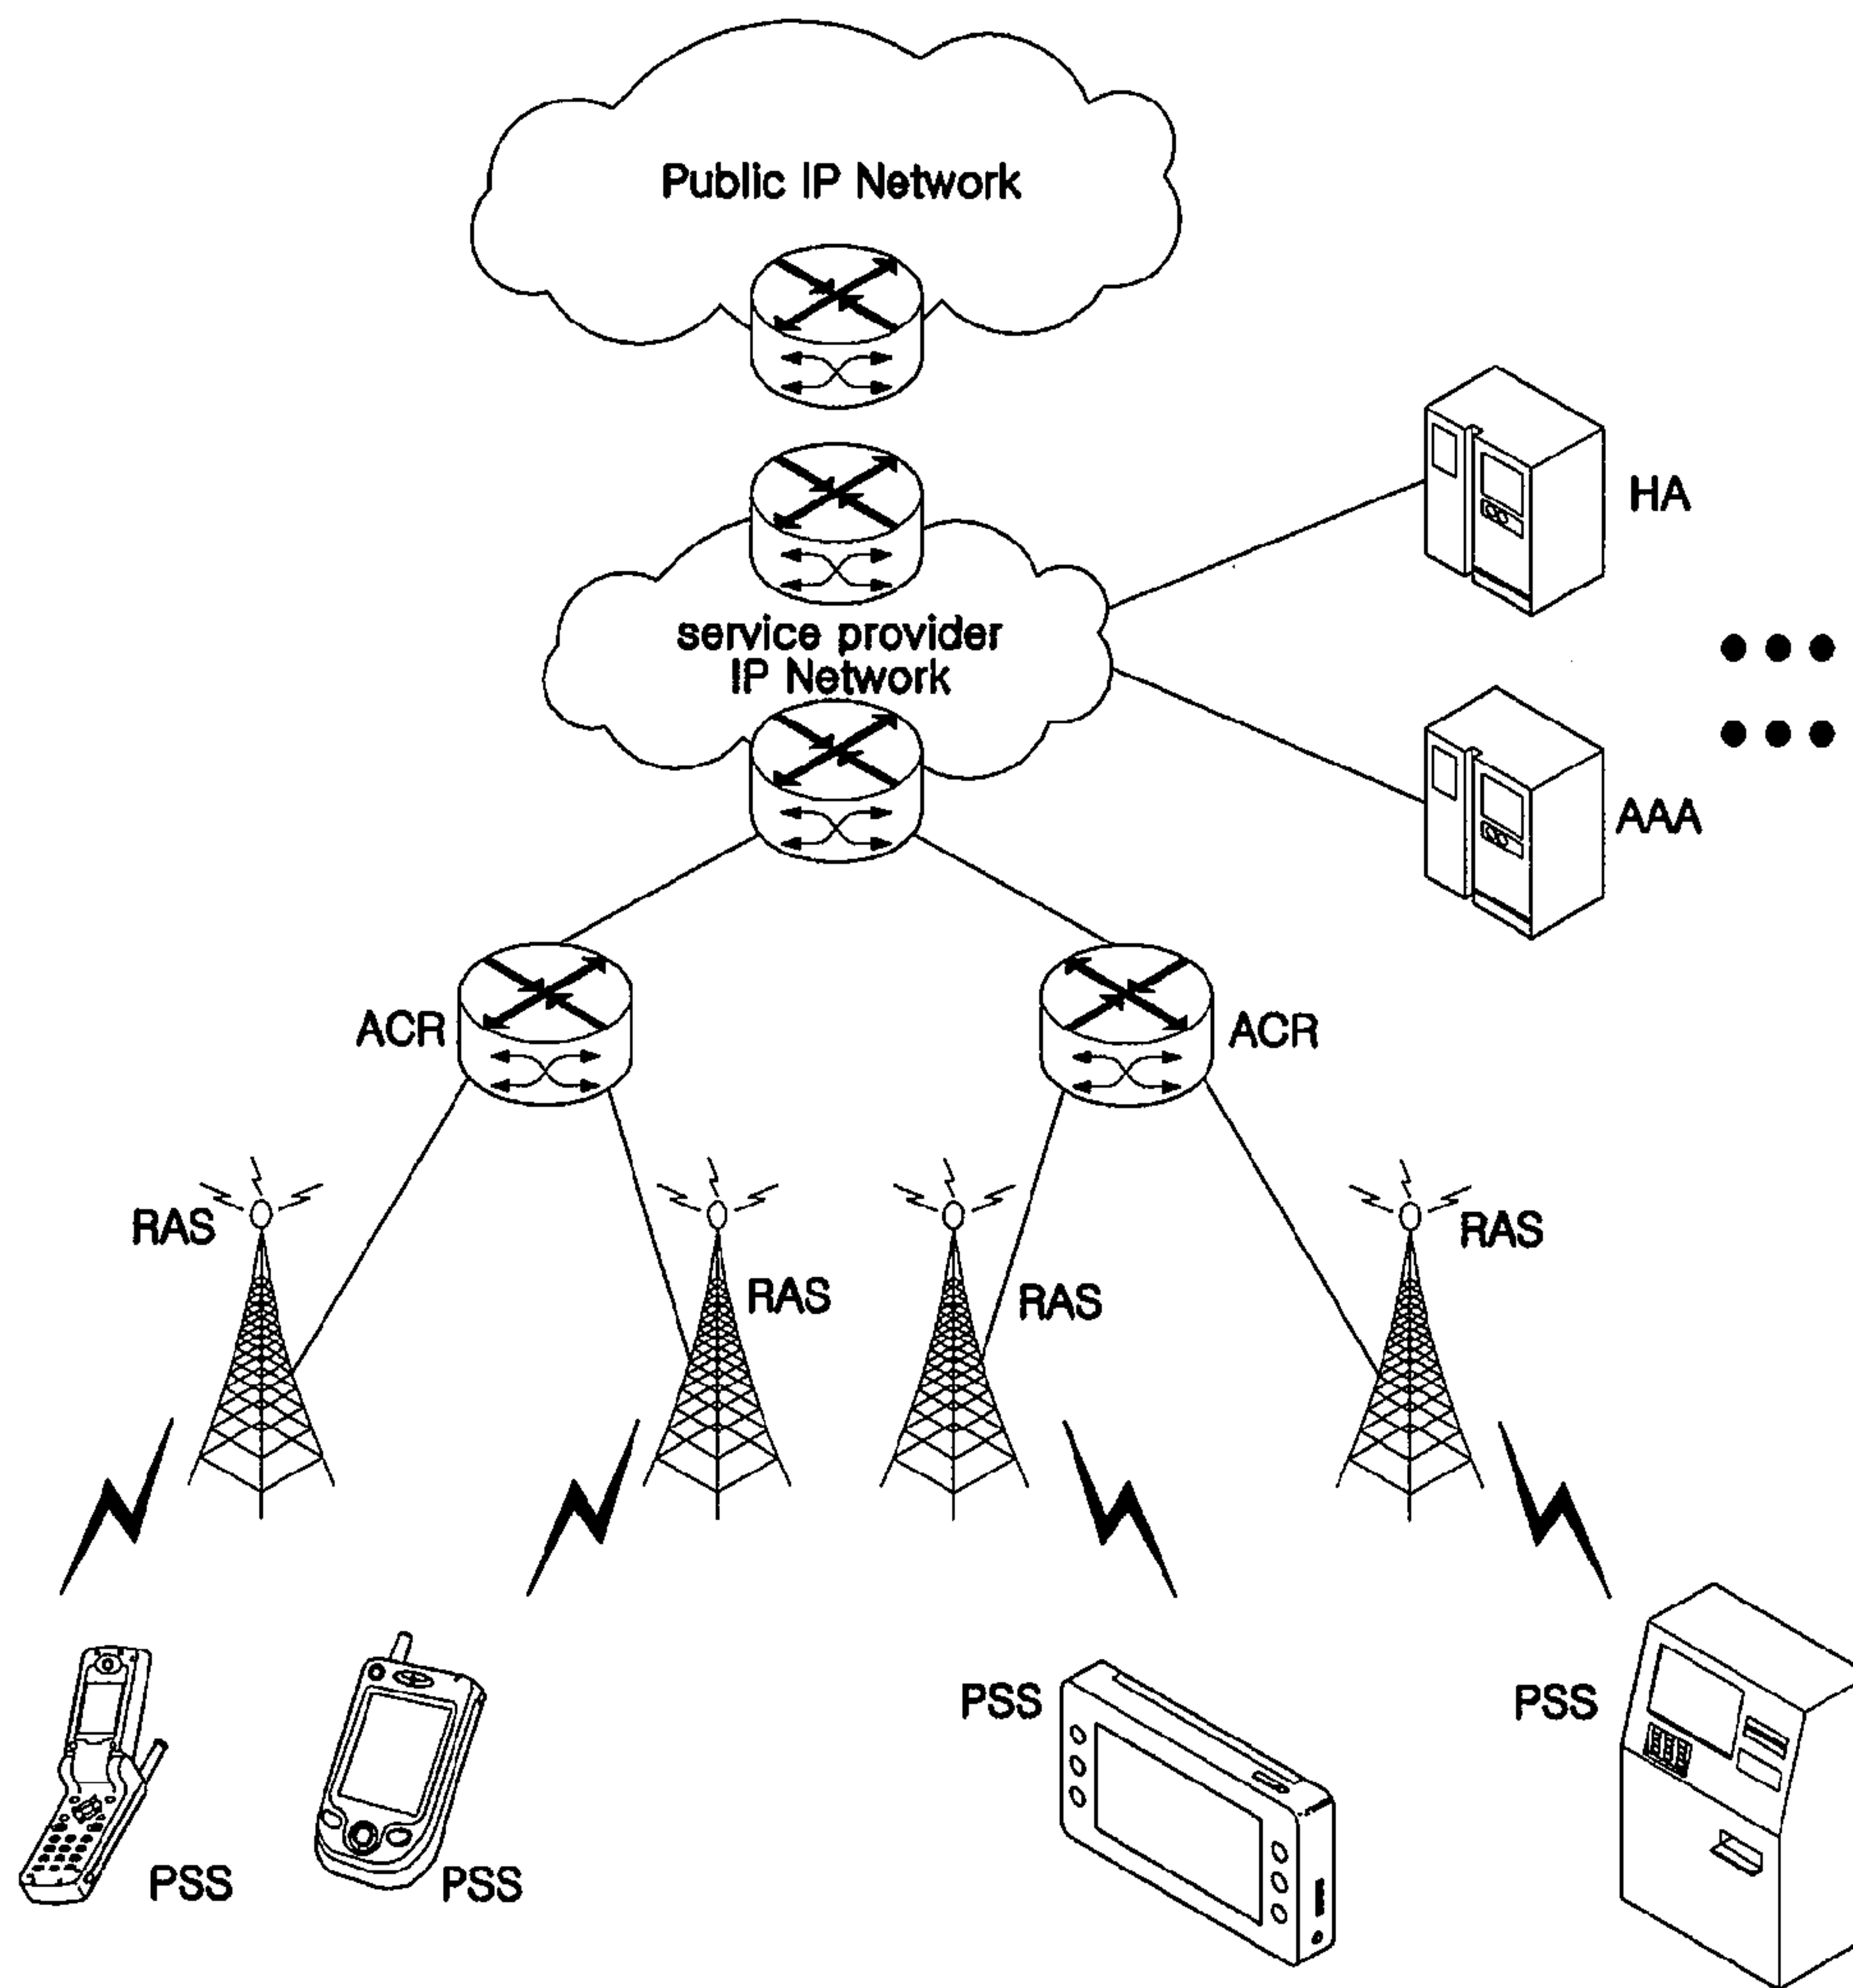 Public IP Network
HA
service provider
IP Network
AAA
ACR
ACR
RAS
RAS
RAS
RAS
PSS
PSS
PSS
PSS